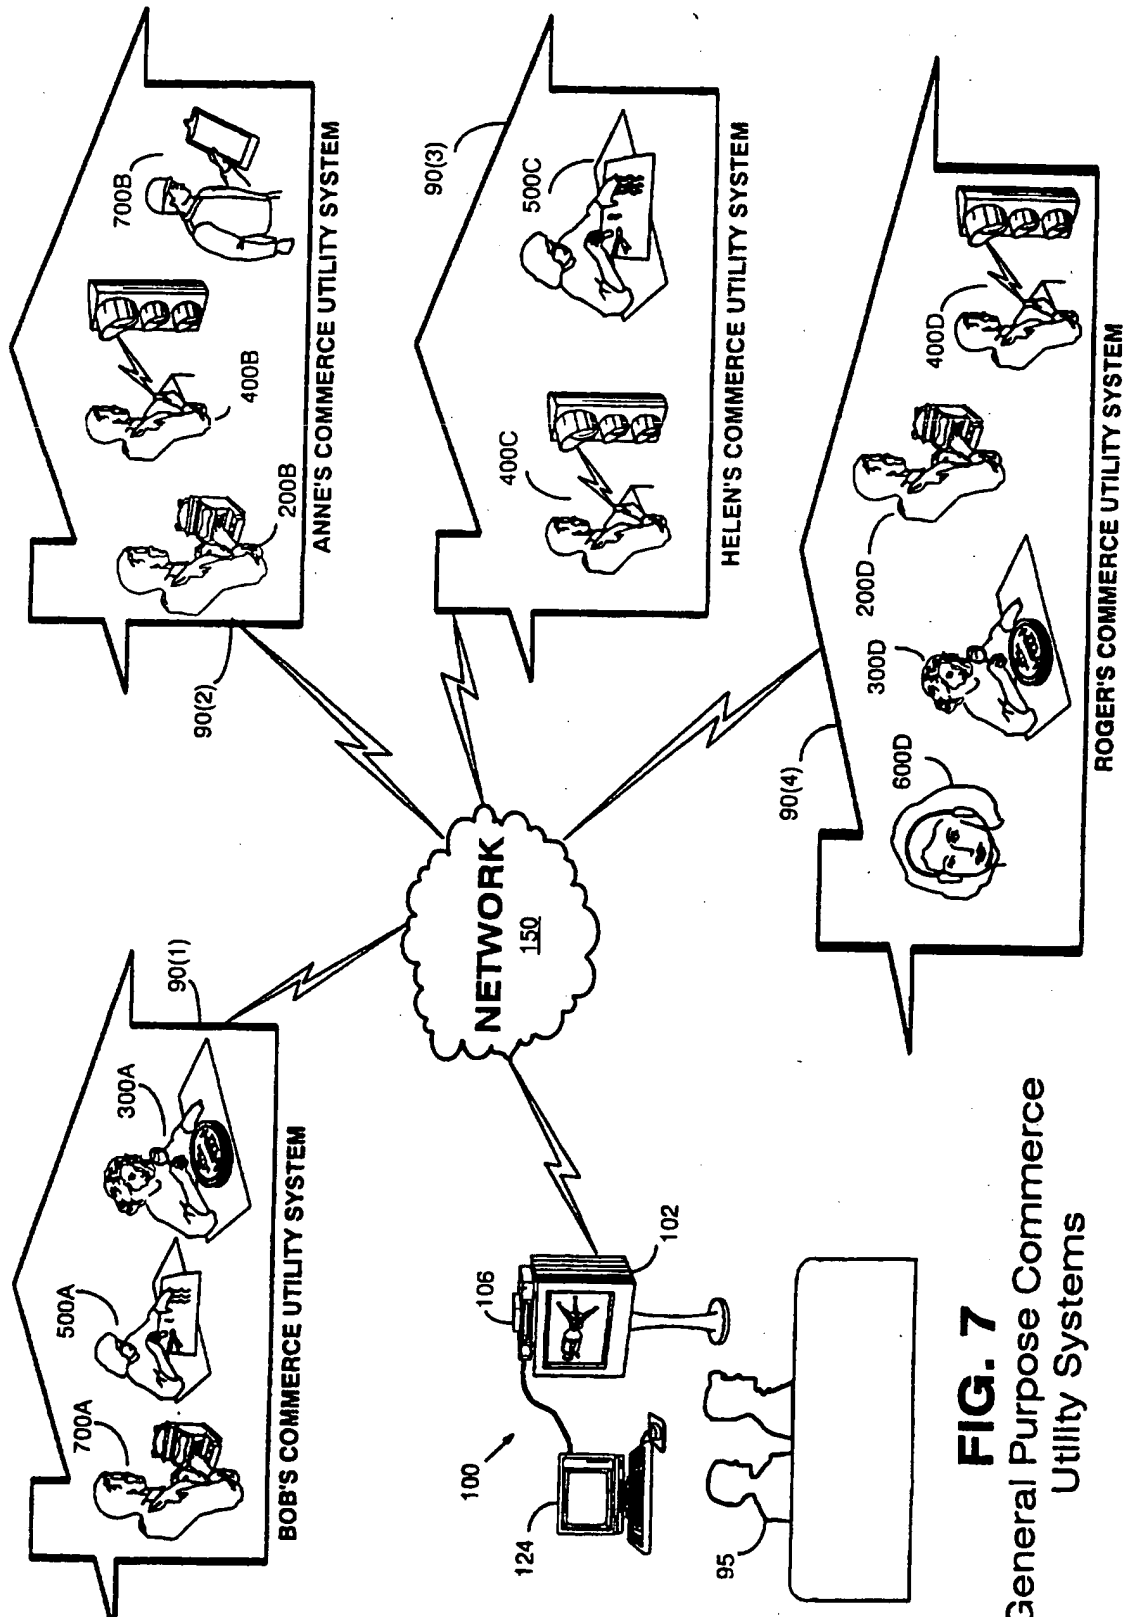 700A
500A
300A
90(1)
BOB'S COMMERCE UTILITY SYSTEM
90(2)
200B
400B
700B
ANNE'S COMMERCE UTILITY SYSTEM
100
124
106
102
NETWORK
150
90(3)
400C
500C
HELEN'S COMMERCE UTILITY SYSTEM
95
90(4)
600D
300D
200D
400D
ROGER'S COMMERCE UTILITY SYSTEM
FIG. 7
General Purpose Commerce
Utility Systems